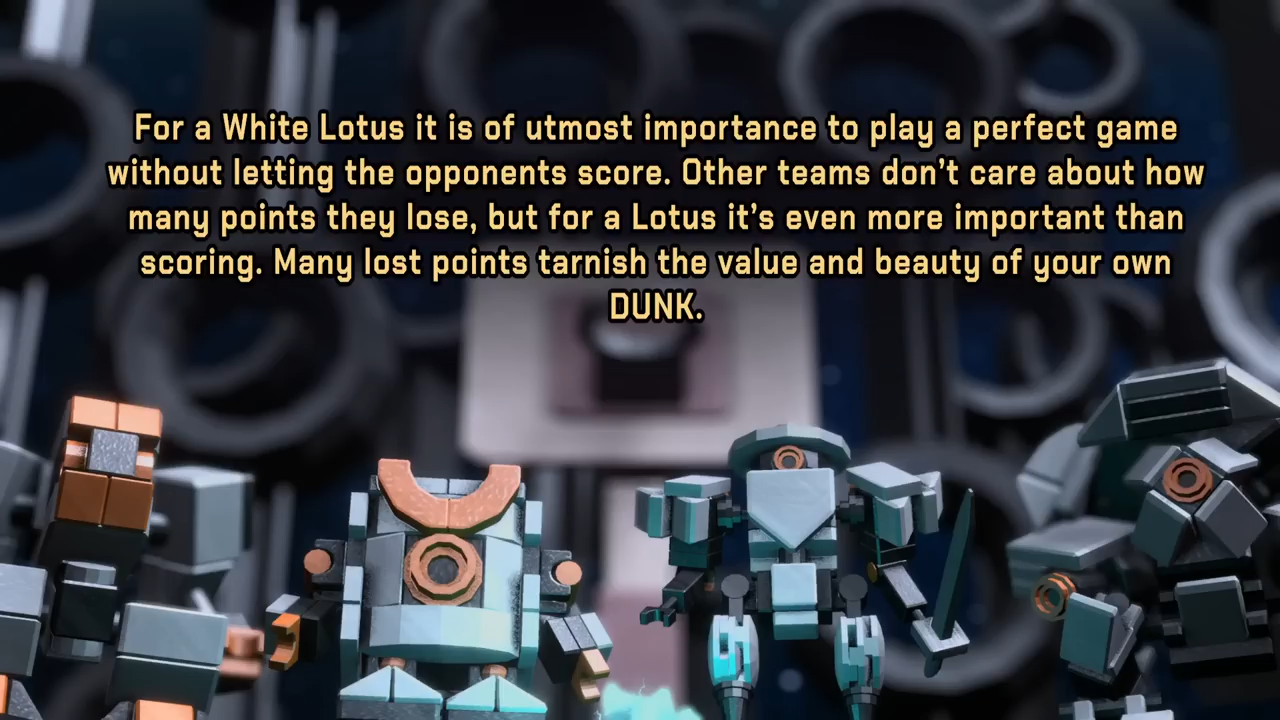 For a White Lotus it is of utmost importance to play a perfect game
without letting the opponents score. Other teams don't care about how
many points they lose, but for a Lotus it's even more important than
scoring. Many lost points tarnish the value and beauty of your own
DUNK.